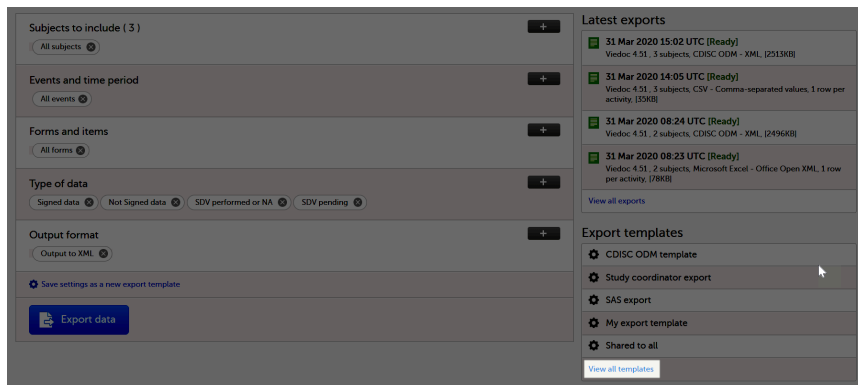 Subjects to include ( 3 )
All subjects
Events and time period
All events
Forms and items
All forms
Type of data
Signed data
Not Signed data
SDV performed or NA
SDV pending
Output format
Output to XML
Save settings as a new export template
Export data
Latest exports
31 Mar 2020 15:02 UTC [Ready]
Viedoc 4.51 , 3 subjects, CDISC ODM - XML, [2513KB]
31 Mar 2020 14:05 UTC [Ready]
Viedoc 4.51 , 3 subjects, CSV - Comma-separated values, 1 row per
activity, [35KB]
31 Mar 2020 08:24 UTC [Ready]
Viedoc 4.51 , 2 subjects, CDISC ODM - XML, [2496KB]
31 Mar 2020 08:23 UTC [Ready]
Viedoc 4.51 , 2 subjects, Microsoft Excel - Office Open XML, 1 row
per activity, [78KB]
View all exports
Export templates
CDISC ODM template
Study coordinator export
SAS export
My export template
Shared to all
View all templates